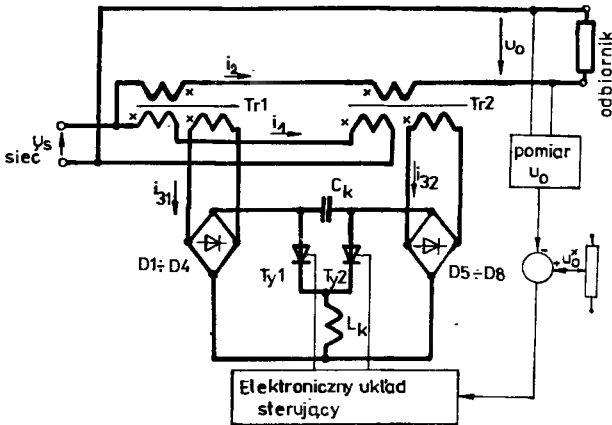 u₀
odbiornik
i₂
Tr1
Tr2
i₁
uₛ
sieć
pomiar
u₀
i₃₁
i₃₂
Cₖ
D1÷D4
Ty1
Ty2
D5÷D8
Lₖ
- +
u₀ˣ
Elektroniczny układ
sterujący